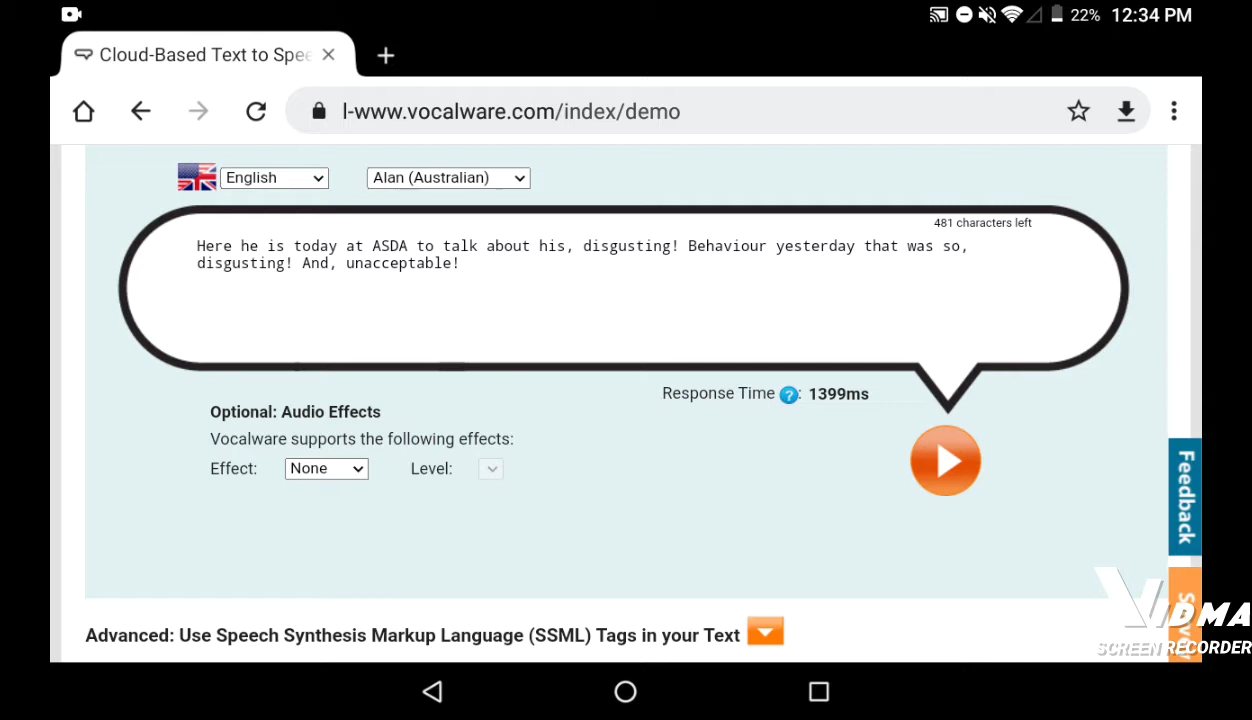 22% 12:34 PM
Cloud-Based Text to Spee
l-www.vocalware.com/index/demo
English Alan (Australian)
481 characters left
Here he is today at ASDA to talk about his, disgusting! Behaviour yesterday that was so,
disgusting! And, unacceptable!
Response Time ?: 1399ms
Optional: Audio Effects
Vocalware supports the following effects:
Effect: None Level:
Feedback
Advanced: Use Speech Synthesis Markup Language (SSML) Tags in your Text
VIDMA
SCREEN RECORDER